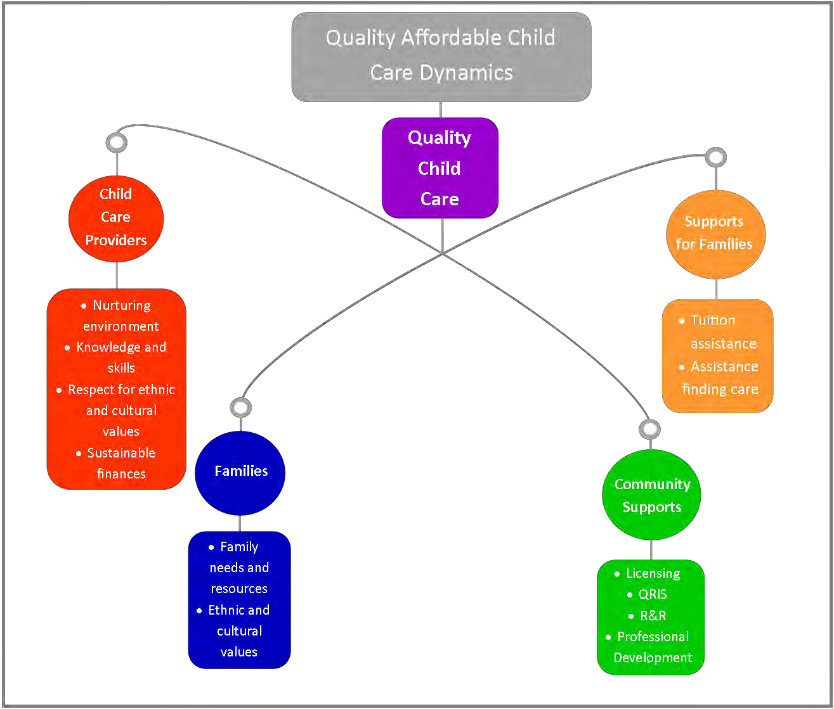 Quality Affordable Child
Care Dynamics
Quality
Child
Care
Child
Care
Providers
• Nurturing
environment
• Knowledge and
skills
• Respect for ethnic
and cultural
values
• Sustainable
finances
Supports
for Families
• Tuition
assistance
• Assistance
finding care
Families
• Family
needs and
resources
• Ethnic and
cultural
values
Community
Supports
• Licensing
• QRIS
• R&R
• Professional
Development